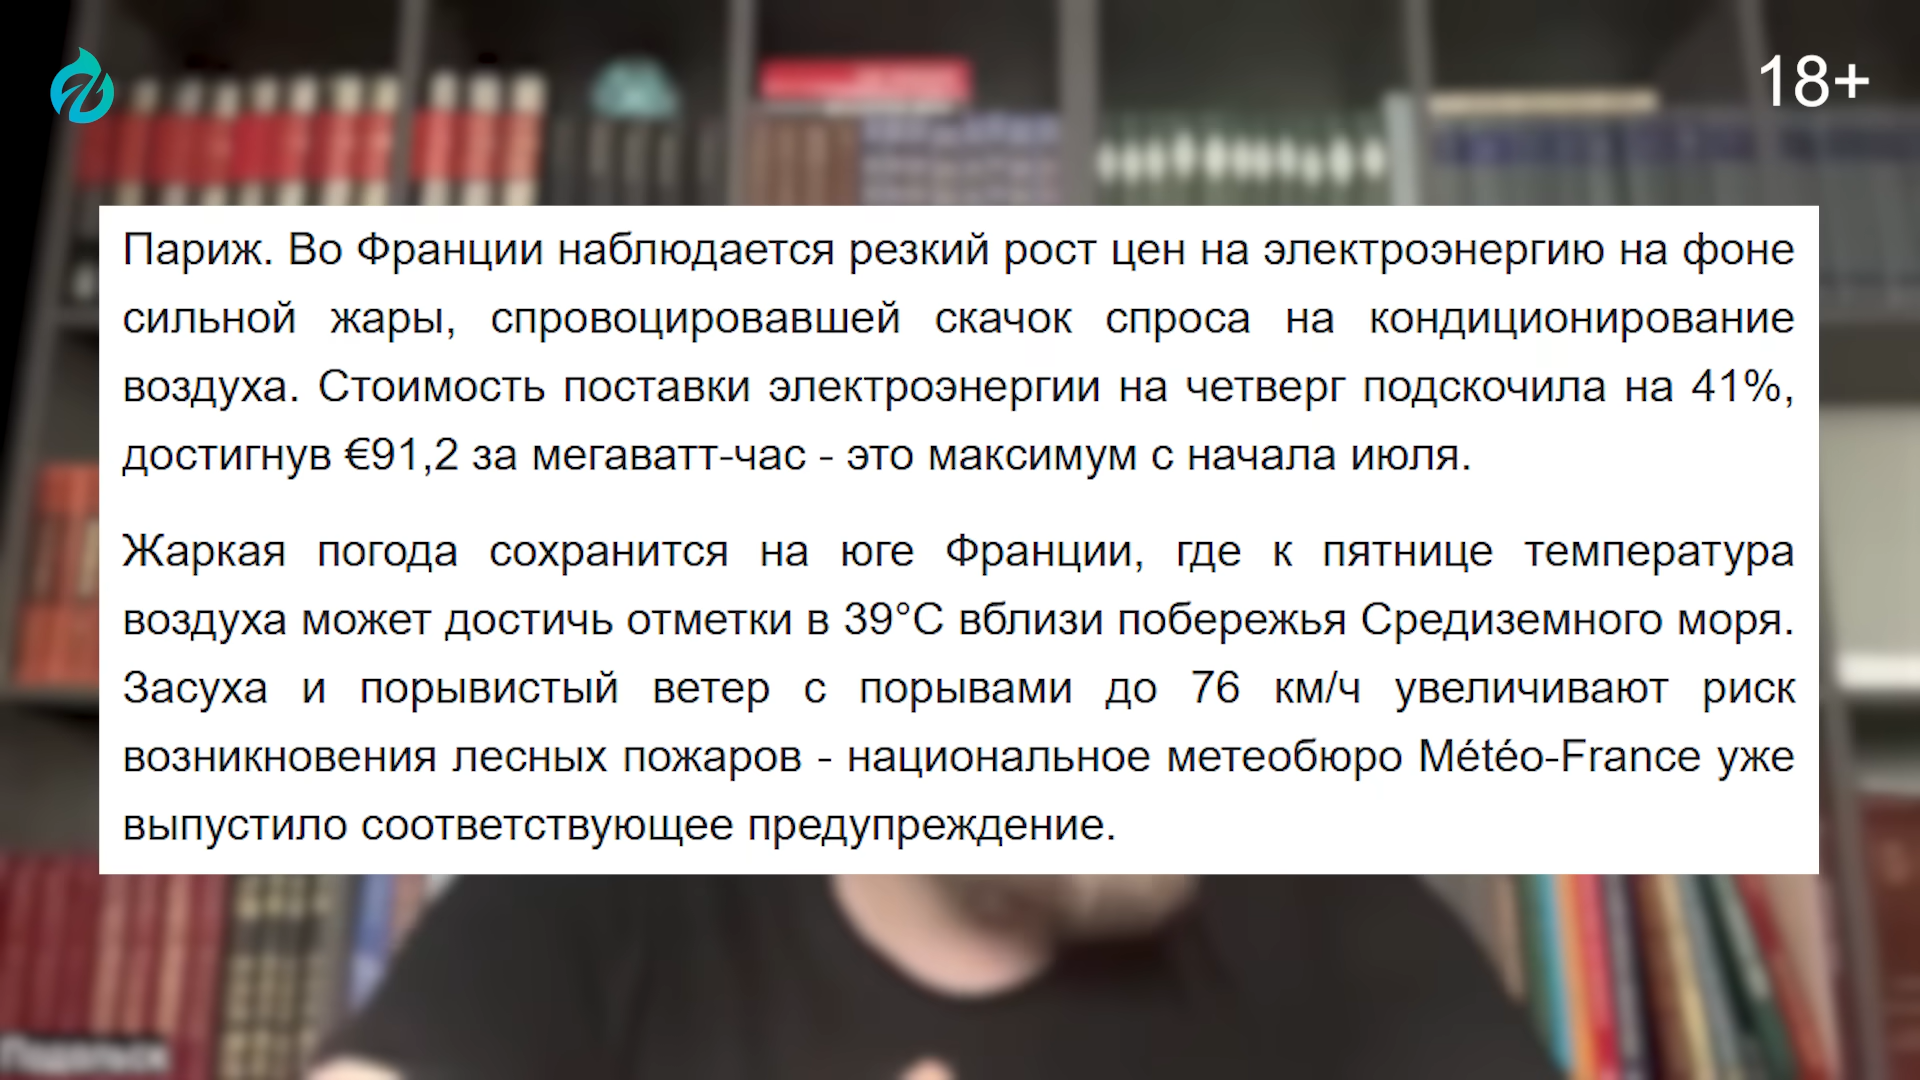 18+
Париж. Во Франции наблюдается резкий рост цен на электроэнергию на фоне
сильной жары, спровоцировавшей скачок спроса на кондиционирование
воздуха. Стоимость поставки электроэнергии на четверг подскочила на 41%,
достигнув €91,2 за мегаватт-час - это максимум с начала июля.
Жаркая погода сохранится на юге Франции, где к пятнице температура
воздуха может достичь отметки в 39°C вблизи побережья Средиземного моря.
Засуха и порывистый ветер с порывами до 76 км/ч увеличивают риск
возникновения лесных пожаров - национальное метеобюро Météo-France уже
выпустило соответствующее предупреждение.
Подольск